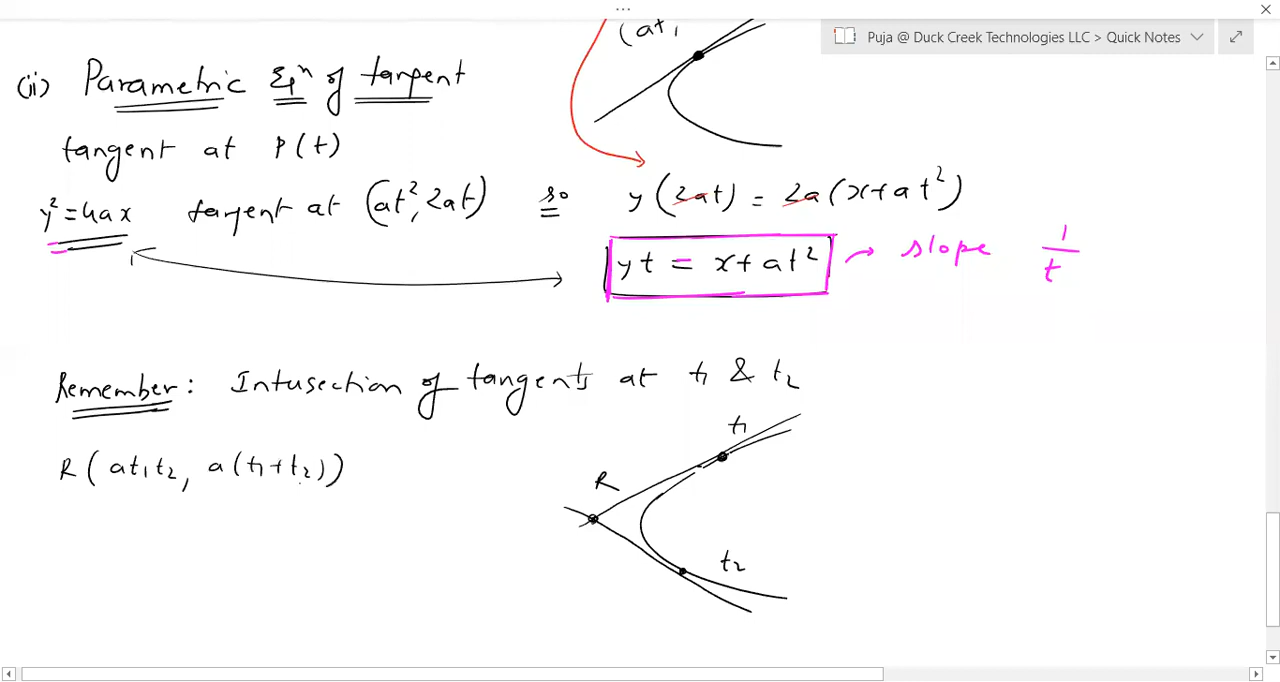 ...
(at,
Puja @ Duck Creek Technologies LLC > Quick Notes
(ii) Parametric Eqⁿ of tangent
tangent at P(t)
y² = 4ax tangent at (at², 2at) so y(2at) = 2a(x+at²)
yt = x+at² → slope 1/t
Remember: Intersection of tangents at t₁ & t₂
R(at₁t₂, a(t₁+t₂))
t₁
R
t₂